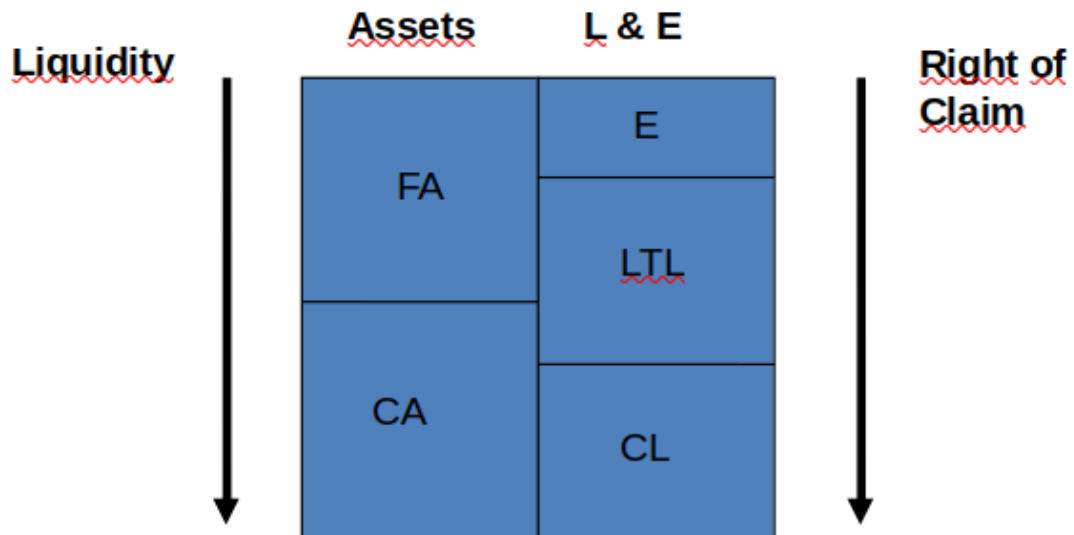 Assets L & E
Liquidity
Right of
Claim
E
FA
LTL
CA
CL